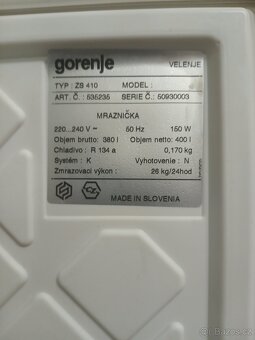 gorenje VELENJE
TYP : ZS 410 MODEL :
ART. Č. : 535235 SERIE Č.: 50930003
MRAZNIČKA
220...240 V ~ 50 Hz 150 W
Objem brutto: 380 l Objem netto: 400 l
Chladivo : R 134 a 0,170 kg
Systém : K Vyhotovenie : N
Zmrazovací výkon : 26 kg/24hod
MADE IN SLOVENIA